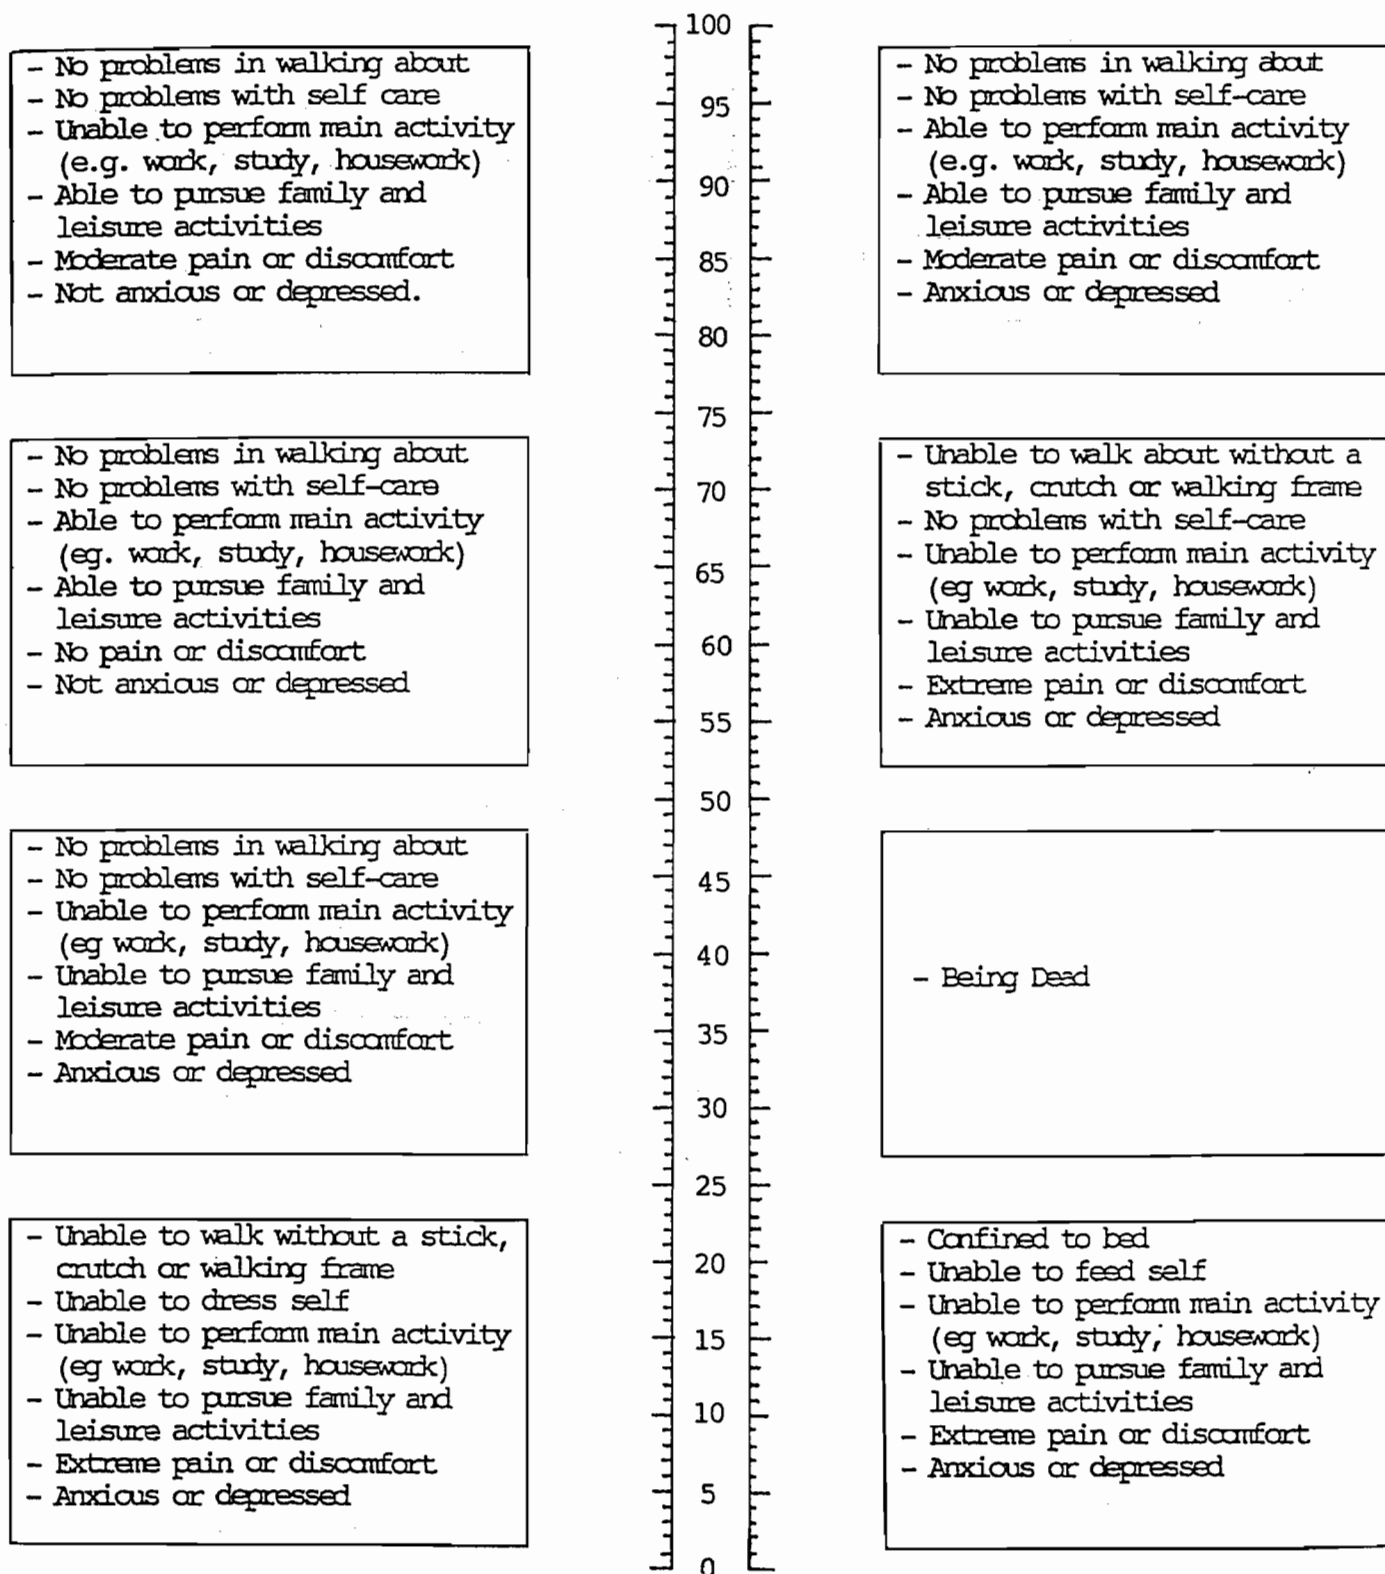 - No problems in walking about
- No problems with self care
- Unable to perform main activity
(e.g. work, study, housework)
- Able to pursue family and
leisure activities
- Moderate pain or discomfort
- Not anxious or depressed.
- No problems in walking about
- No problems with self-care
- Able to perform main activity
(eg. work, study, housework)
- Able to pursue family and
leisure activities
- No pain or discomfort
- Not anxious or depressed
- No problems in walking about
- No problems with self-care
- Unable to perform main activity
(eg work, study, housework)
- Unable to pursue family and
leisure activities
- Moderate pain or discomfort
- Anxious or depressed
- Unable to walk without a stick,
crutch or walking frame
- Unable to dress self
- Unable to perform main activity
(eg work, study, housework)
- Unable to pursue family and
leisure activities
- Extreme pain or discomfort
- Anxious or depressed
100
95
90
85
80
75
70
65
60
55
50
45
40
35
30
25
20
15
10
5
0
- No problems in walking about
- No problems with self-care
- Able to perform main activity
(e.g. work, study, housework)
- Able to pursue family and
leisure activities
- Moderate pain or discomfort
- Anxious or depressed
- Unable to walk about without a
stick, crutch or walking frame
- No problems with self-care
- Unable to perform main activity
(eg work, study, housework)
- Unable to pursue family and
leisure activities
- Extreme pain or discomfort
- Anxious or depressed
- Being Dead
- Confined to bed
- Unable to feed self
- Unable to perform main activity
(eg work, study, housework)
- Unable to pursue family and
leisure activities
- Extreme pain or discomfort
- Anxious or depressed